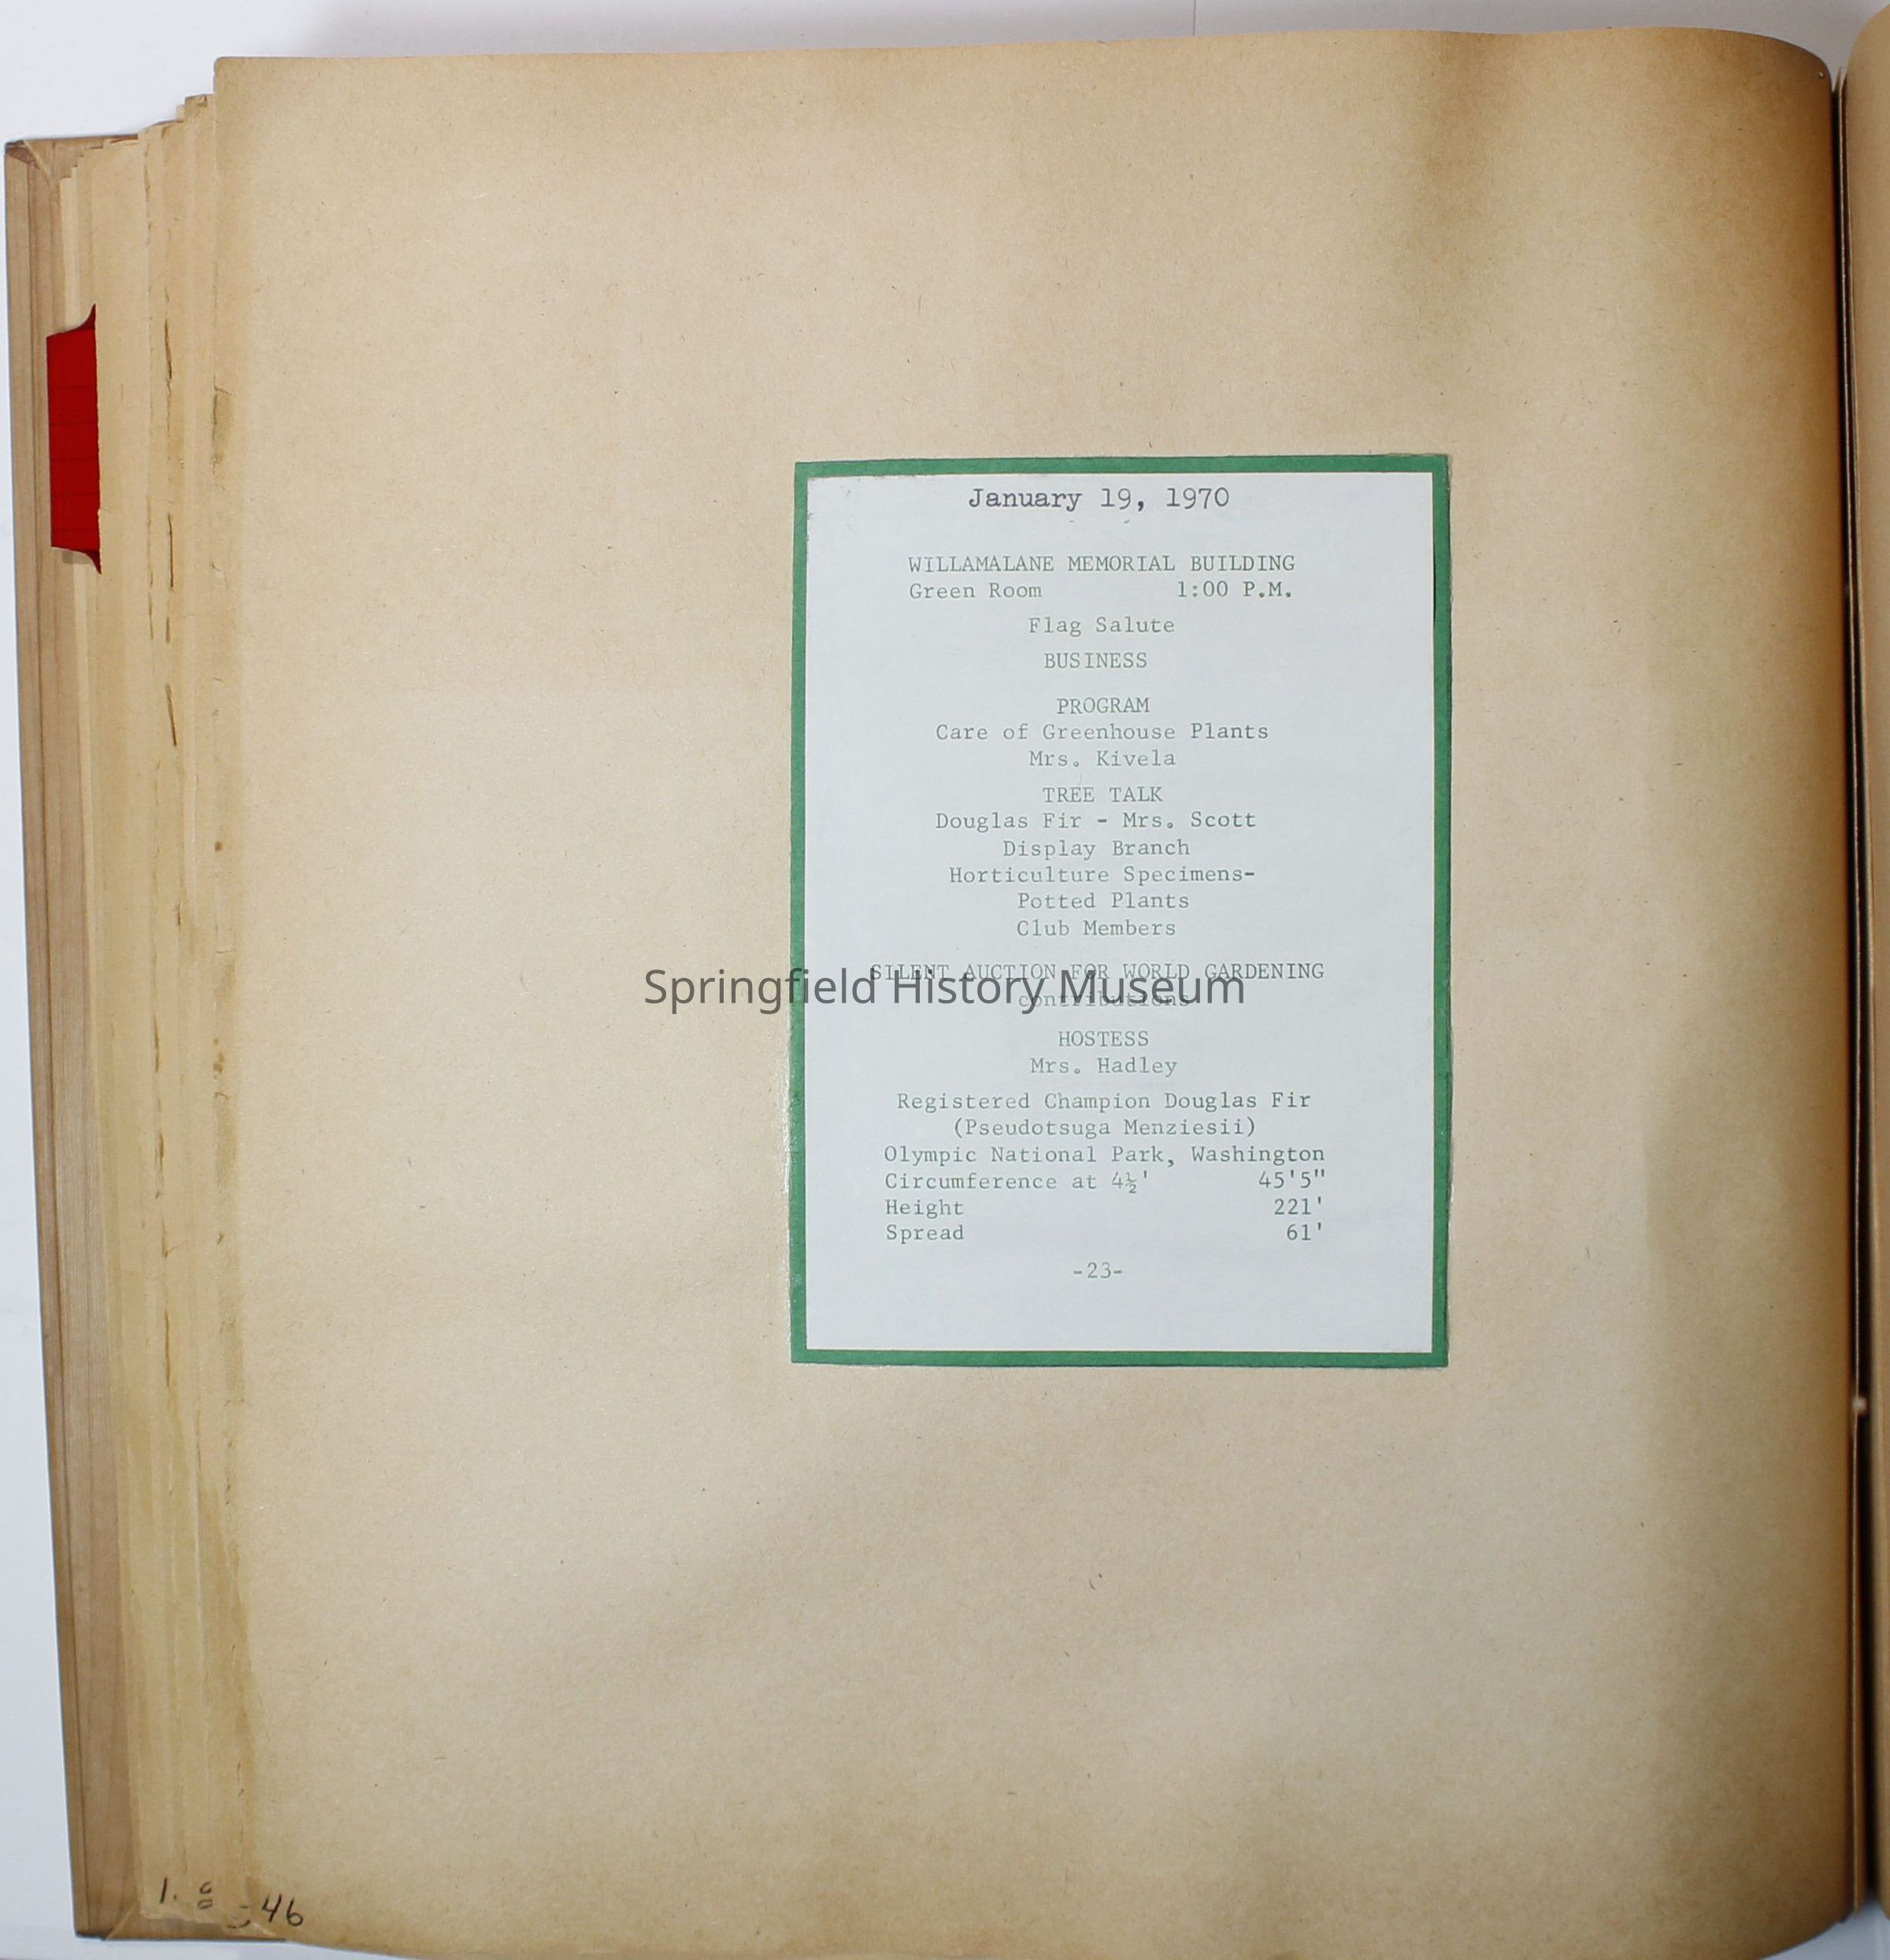 January 19, 1970
WILLAMALANE MEMORIAL BUILDING
Green Room 1:00 P.M.
Flag Salute
BUSINESS
PROGRAM
Care of Greenhouse Plants
Mrs. Kivela
TREE TALK
Douglas Fir - Mrs. Scott
Display Branch
Horticulture Specimens-
Potted Plants
Club Members
SILENT AUCTION FOR WORLD GARDENING
Springfield History Museum
contributions
HOSTESS
Mrs. Hadley
Registered Champion Douglas Fir
(Pseudotsuga Menziesii)
Olympic National Park, Washington
Circumference at 4½' 45'5"
Height 221'
Spread 61'
-23-
46